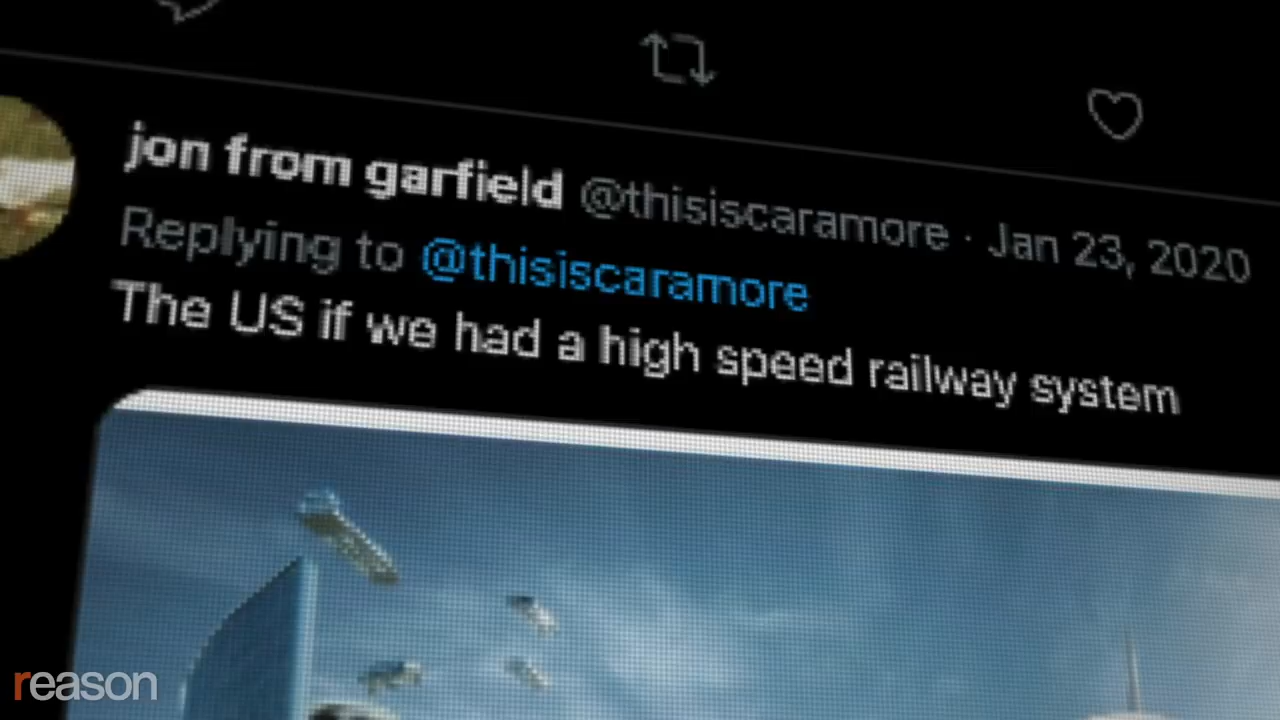 jon from garfield @thisiscaramore · Jan 23, 2020
Replying to @thisiscaramore
The US if we had a high speed railway system
reason